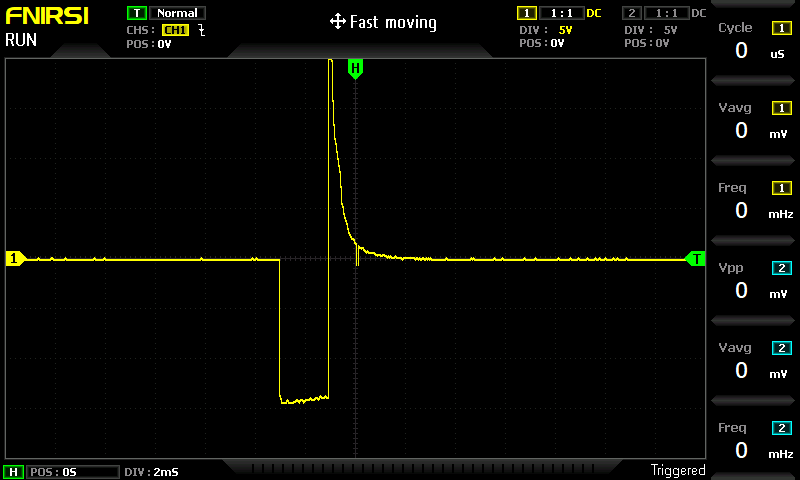 FNIRSI
RUN
T Normal
CHS: CH1
POS: 0V
Fast moving
1 1:1 DC
DIV : 5V
POS: 0V
2 1:1 DC
DIV : 5V
POS: 0V
H
1
T
Cycle 1
0 uS
Vavg 1
0 mV
Freq 1
0 mHz
Vpp 2
0 mV
Vavg 2
0 mV
Freq 2
0 mHz
H POS: 0S DIV: 2mS
Triggered